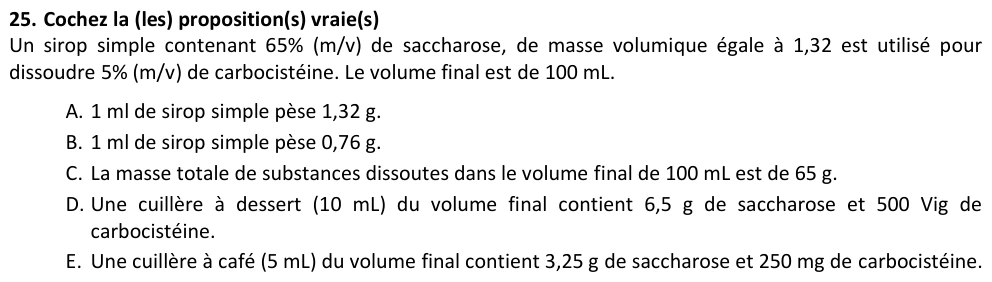 25. Cochez la (les) proposition(s) vraie(s)
Un sirop simple contenant 65% (m/v) de saccharose, de masse volumique égale à 1,32 est utilisé pour
dissoudre 5% (m/v) de carbocistéine. Le volume final est de 100 mL.
A. 1 ml de sirop simple pèse 1,32 g.
B. 1 ml de sirop simple pèse 0,76 g.
C. La masse totale de substances dissoutes dans le volume final de 100 mL est de 65 g.
D. Une cuillère à dessert (10 mL) du volume final contient 6,5 g de saccharose et 500 Vig de
carbocistéine.
E. Une cuillère à café (5 mL) du volume final contient 3,25 g de saccharose et 250 mg de carbocistéine.